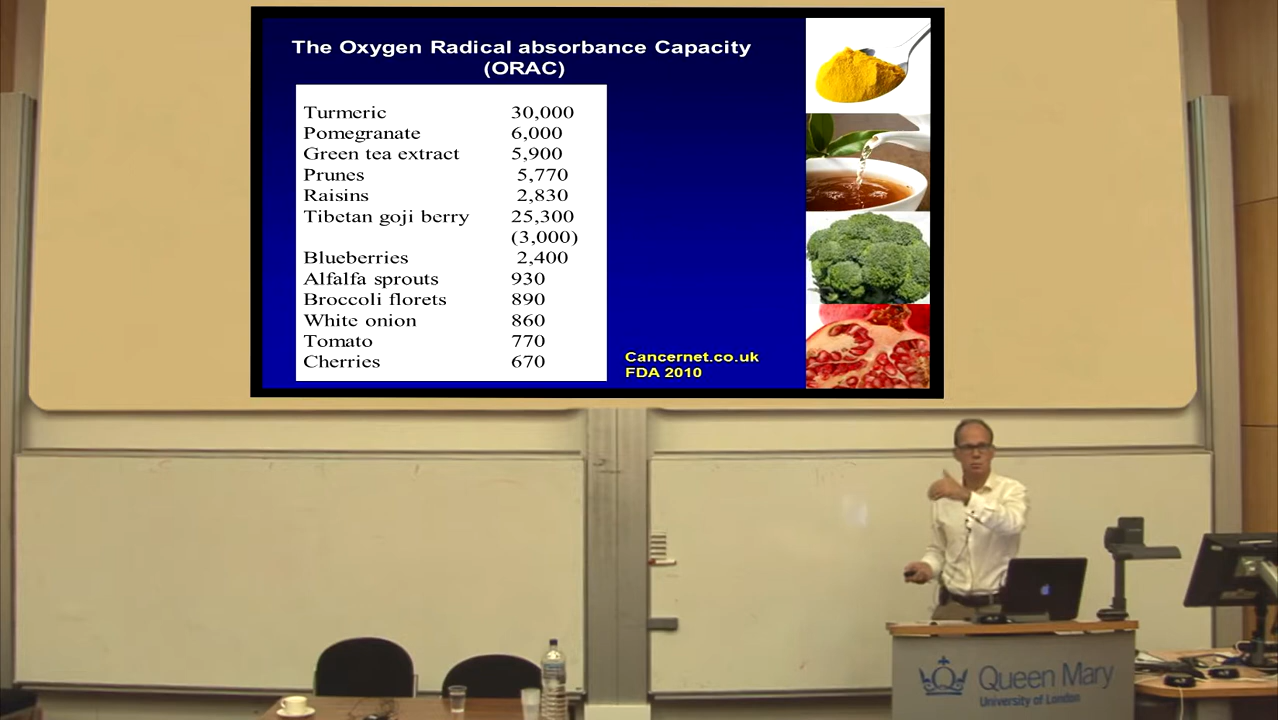 The Oxygen Radical absorbance Capacity
(ORAC)
Turmeric 30,000
Pomegranate 6,000
Green tea extract 5,900
Prunes 5,770
Raisins 2,830
Tibetan goji berry 25,300
(3,000)
Blueberries 2,400
Alfalfa sprouts 930
Broccoli florets 890
White onion 860
Tomato 770
Cherries 670
Cancernet.co.uk
FDA 2010
Queen Mary
University of London